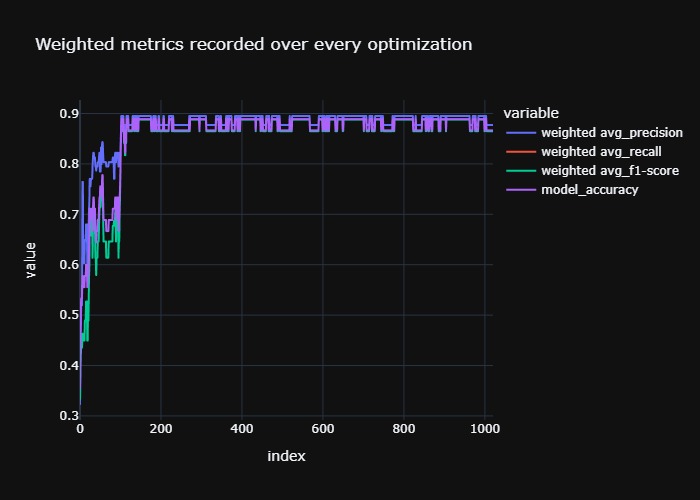 Weighted metrics recorded over every optimization
variable
weighted avg_precision
weighted avg_recall
weighted avg_f1-score
model_accuracy
value
0.9
0.8
0.7
0.6
0.5
0.4
0.3
0 200 400 600 800 1000
index